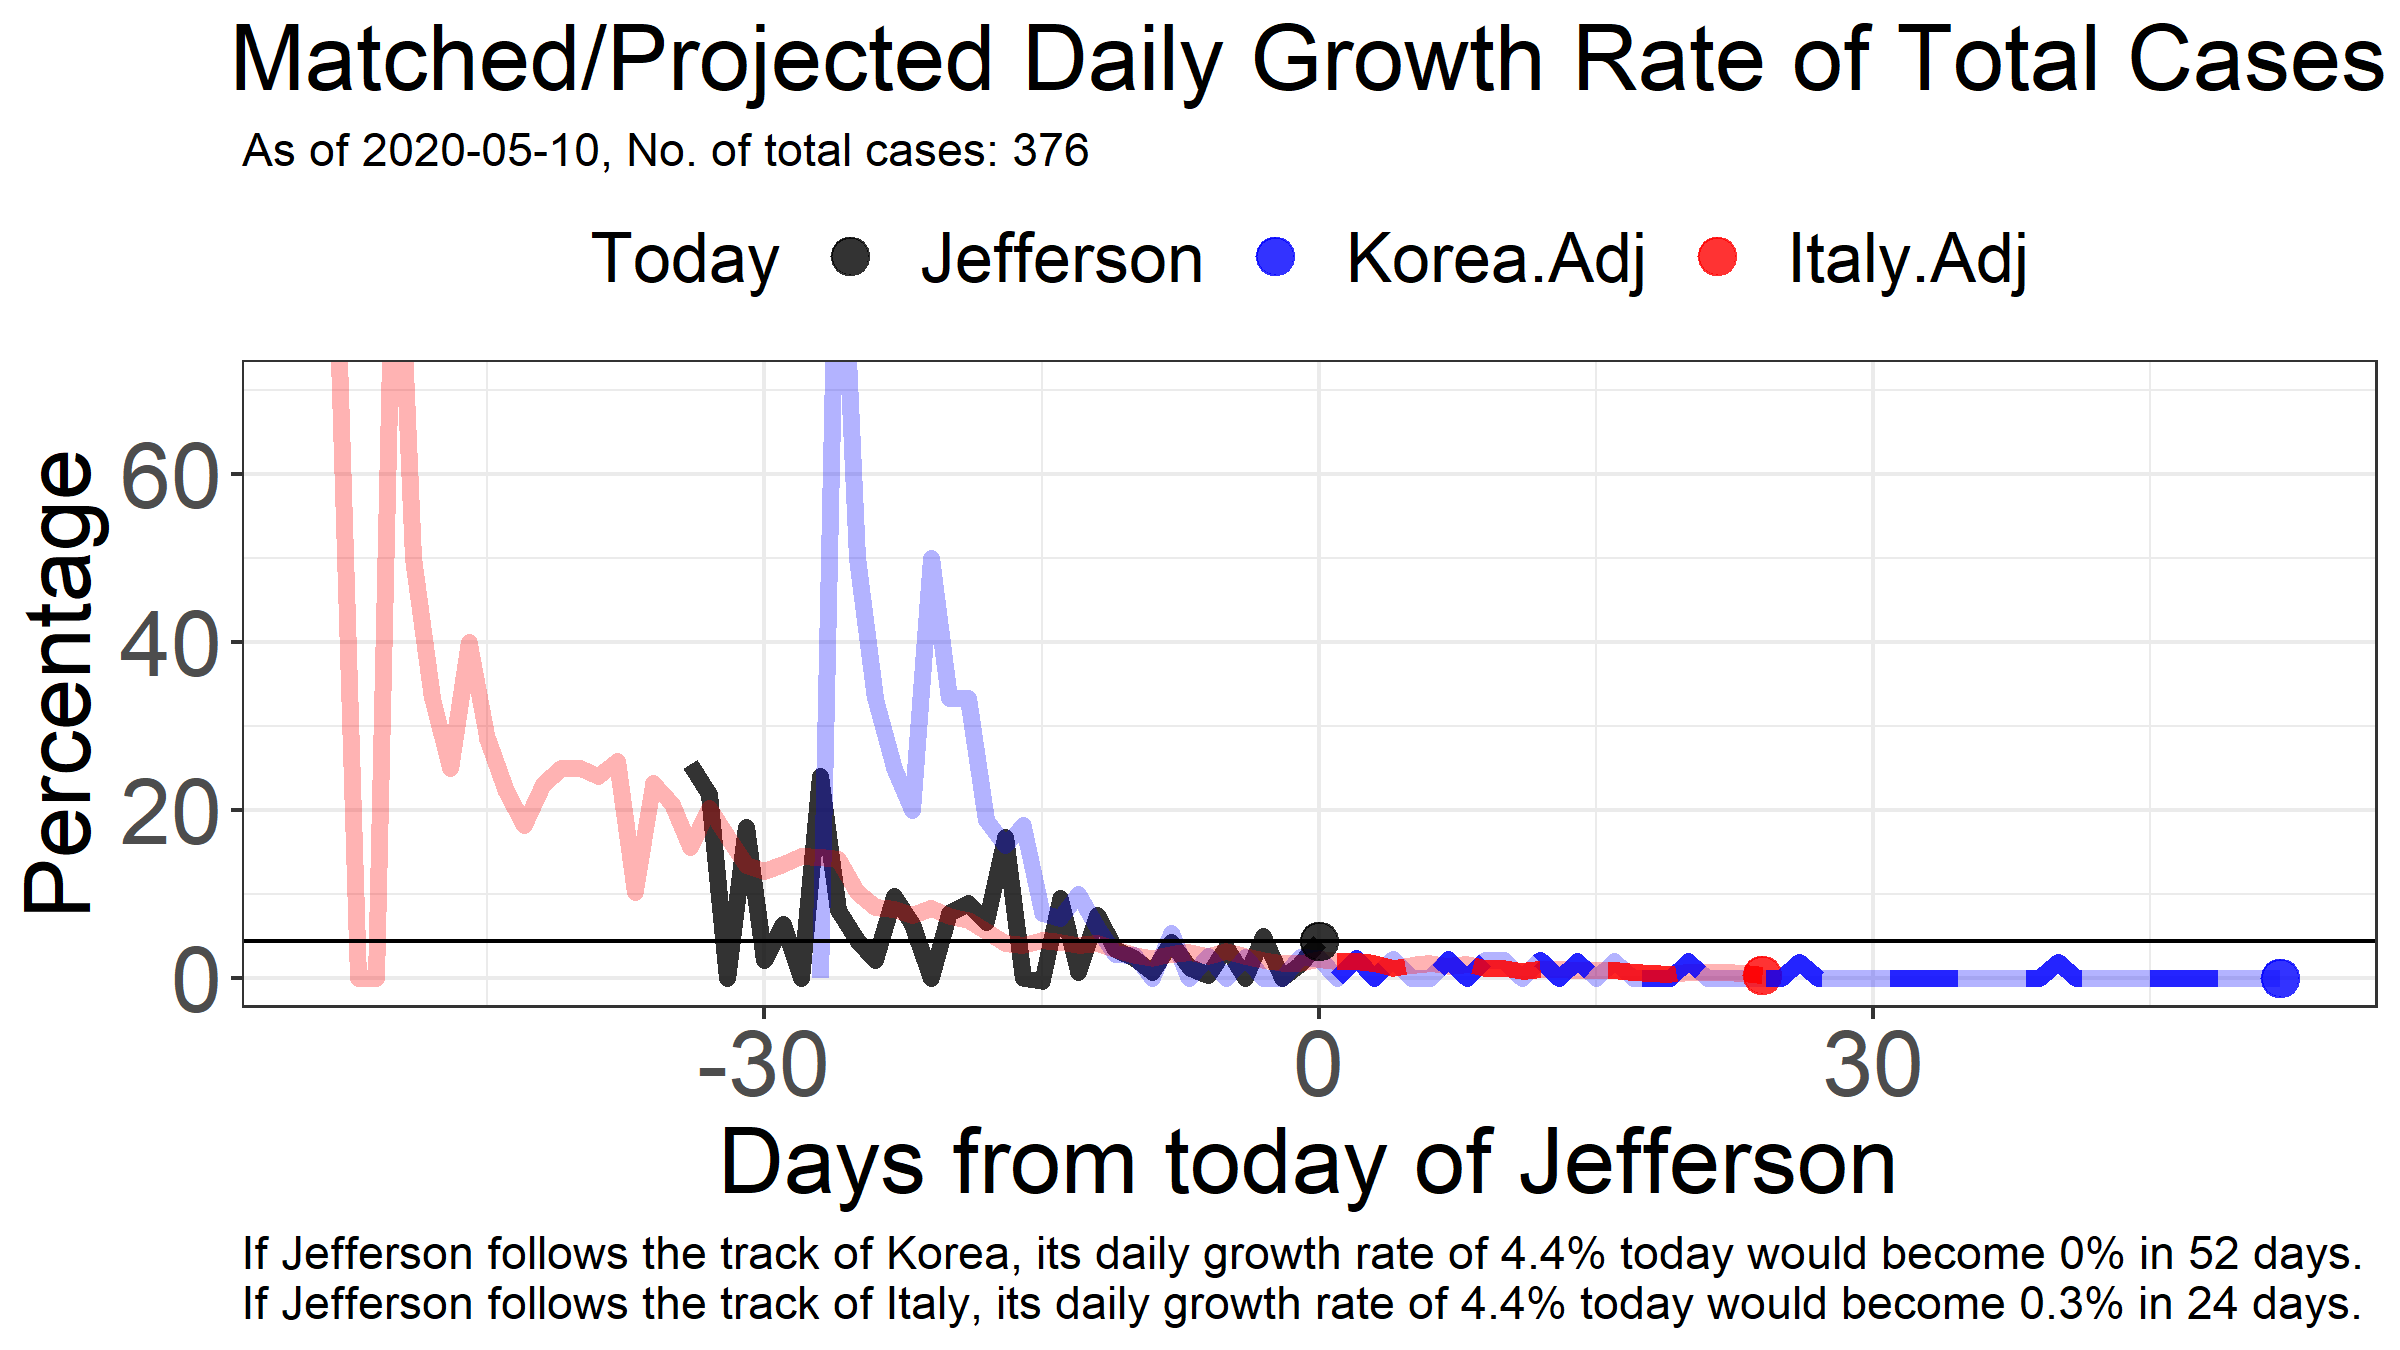 Matched/Projected Daily Growth Rate of Total Cases
As of 2020-05-10, No. of total cases: 376
Today Jefferson Korea.Adj Italy.Adj
Percentage
60
40
20
0
-30 0 30
Days from today of Jefferson
If Jefferson follows the track of Korea, its daily growth rate of 4.4% today would become 0% in 52 days.
If Jefferson follows the track of Italy, its daily growth rate of 4.4% today would become 0.3% in 24 days.